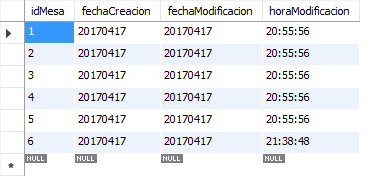 idMesa fechaCreacion fechaModificacion horaModificacion
1 20170417 20170417 20:55:56
2 20170417 20170417 20:55:56
3 20170417 20170417 20:55:56
4 20170417 20170417 20:55:56
5 20170417 20170417 20:55:56
6 20170417 20170417 21:38:48
NULL NULL NULL NULL